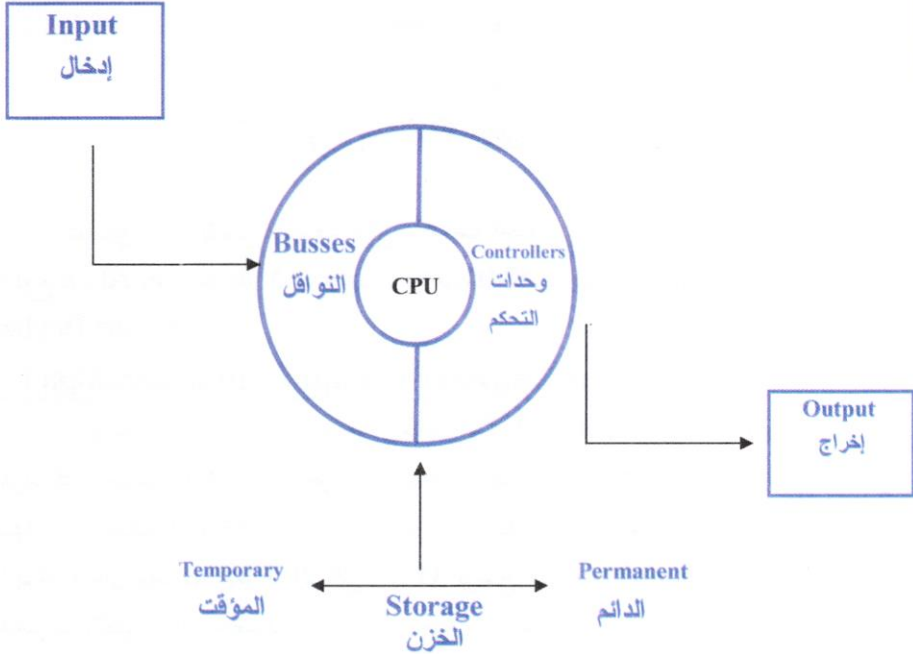 Input
إدخال
Busses
النواقل
CPU
Controllers
وحدات
التحكم
Output
إخراج
Temporary
المؤقت
Storage
الخزن
Permanent
الدائم